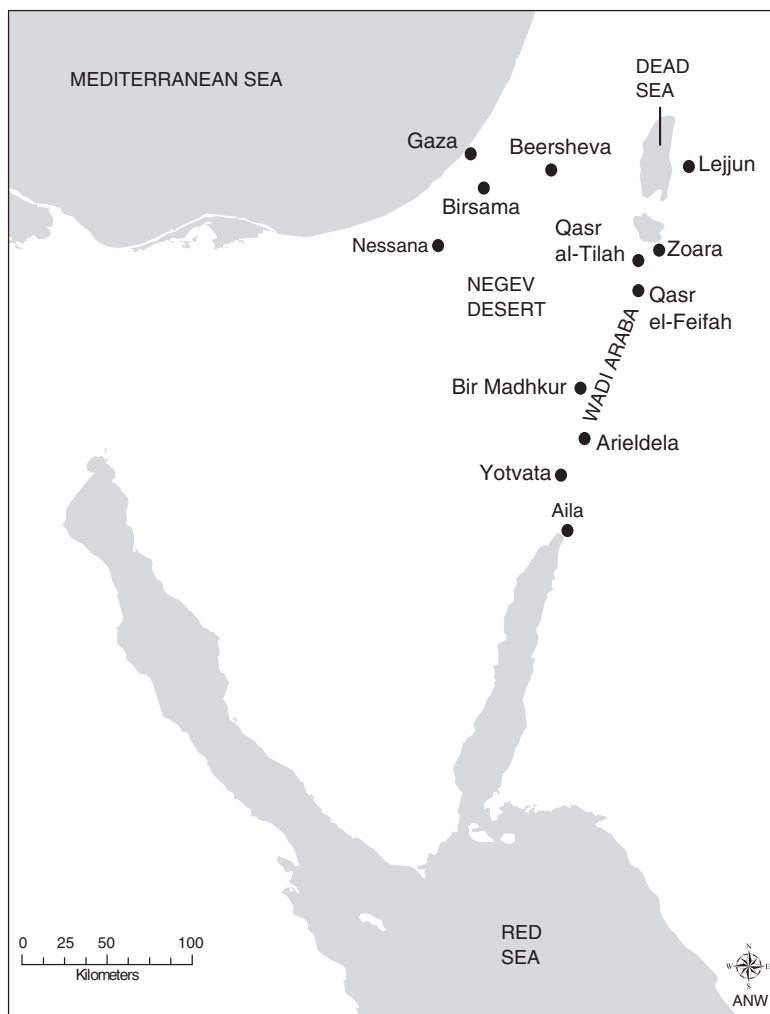 MEDITERRANEAN SEA
DEAD
SEA
Gaza
Beersheva
Lejjun
Birsama
Qasr
al-Tilah
Zoara
Nessana
NEGEV
DESERT
Qasr
el-Feifah
WADI ARABA
Bir Madhkur
Arieldela
Yotvata
Aila
RED
SEA
0 25 50 100
Kilometers
N
W E
S
ANW